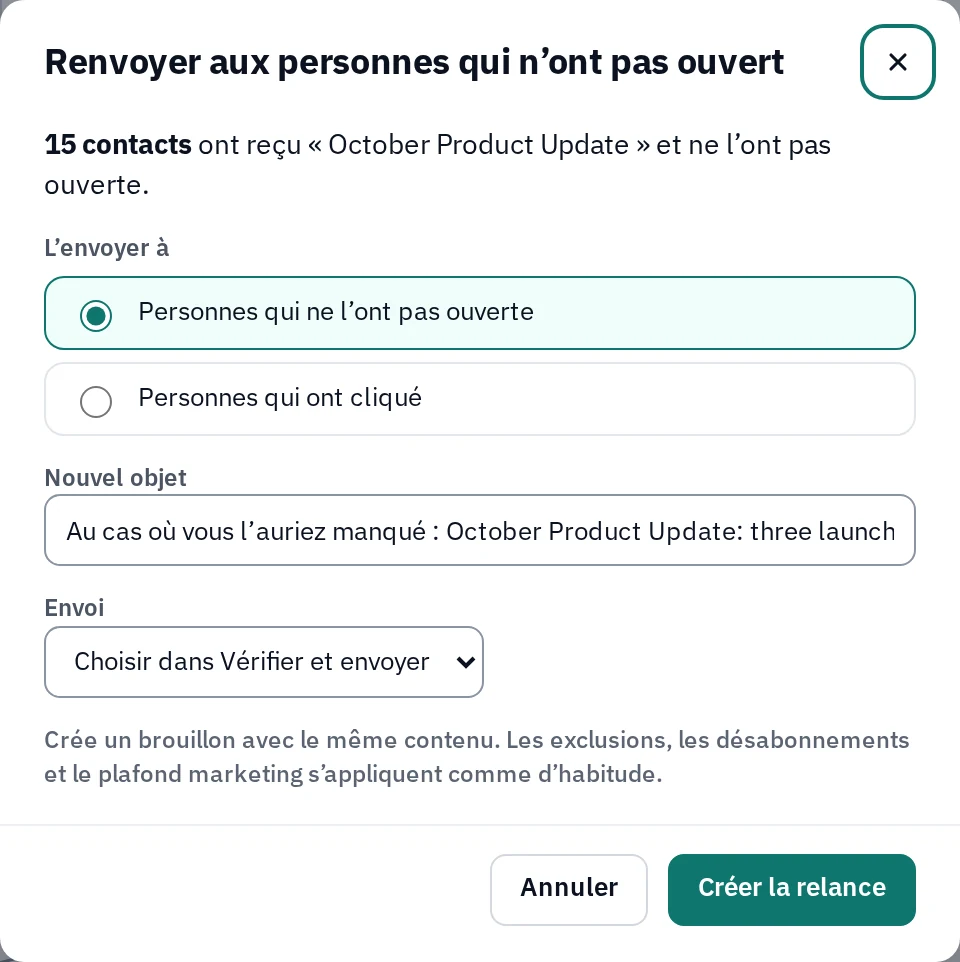 Renvoyer aux personnes qui n’ont pas ouvert
15 contacts ont reçu « October Product Update » et ne l’ont pas
ouverte.
L’envoyer à
Personnes qui ne l’ont pas ouverte
Personnes qui ont cliqué
Nouvel objet
Au cas où vous l’auriez manqué : October Product Update: three launch
Envoi
Choisir dans Vérifier et envoyer
Crée un brouillon avec le même contenu. Les exclusions, les désabonnements
et le plafond marketing s’appliquent comme d’habitude.
Annuler
Créer la relance